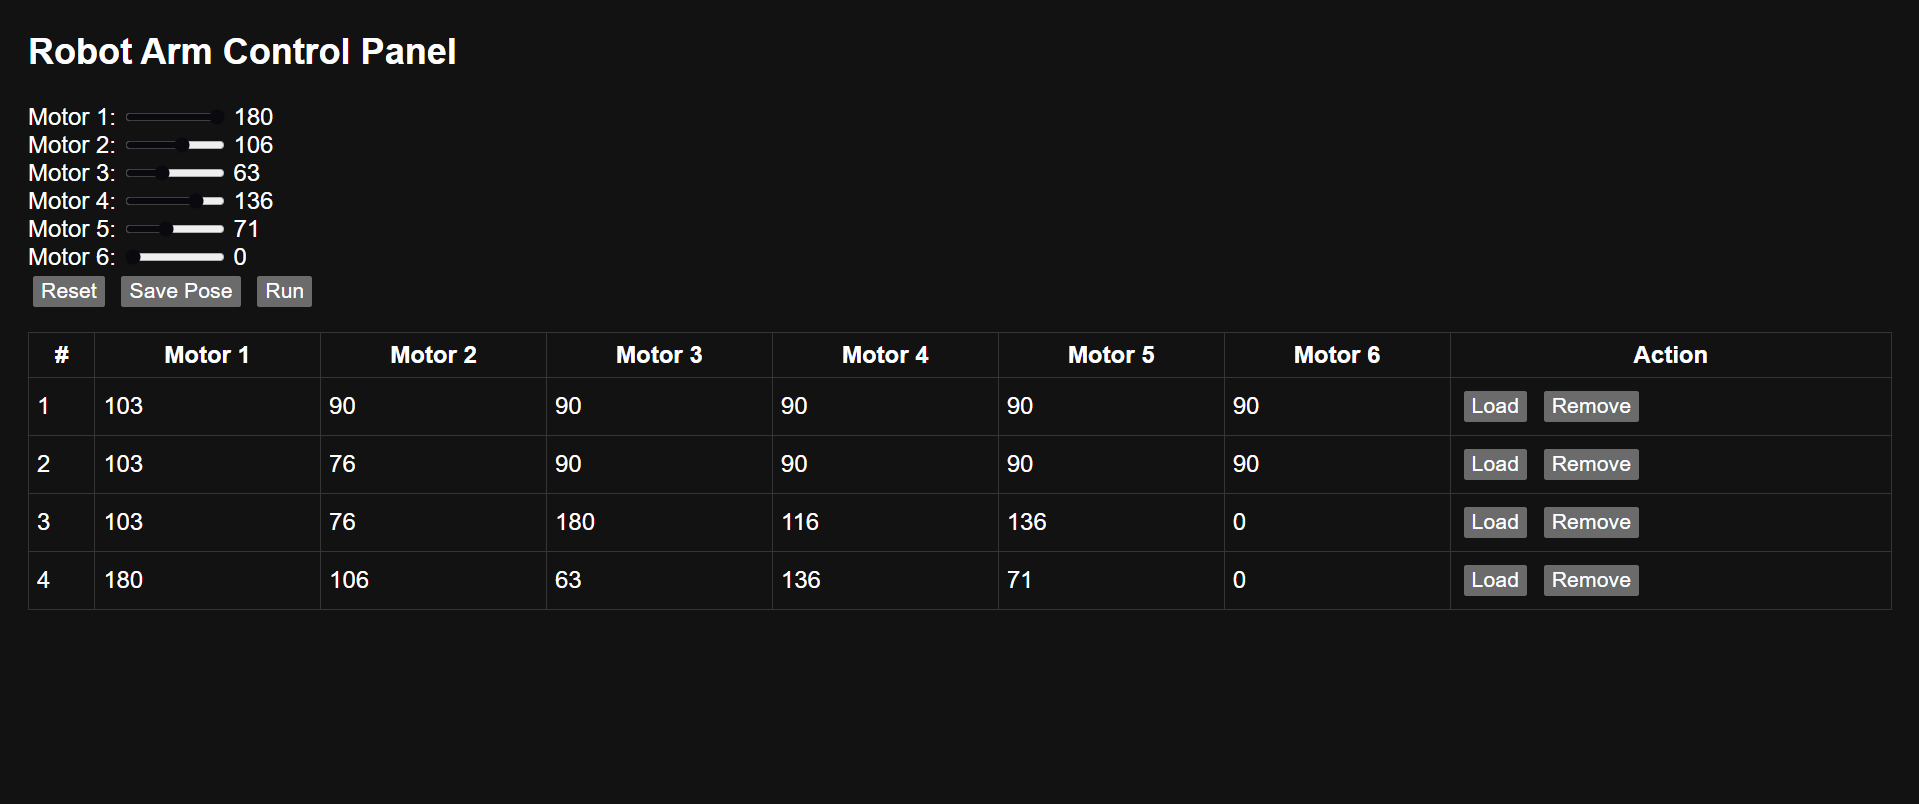 Robot Arm Control Panel
Motor 1: 180
Motor 2: 106
Motor 3: 63
Motor 4: 136
Motor 5: 71
Motor 6: 0
Reset Save Pose Run
# Motor 1 Motor 2 Motor 3 Motor 4 Motor 5 Motor 6 Action
1 103 90 90 90 90 90 Load Remove
2 103 76 90 90 90 90 Load Remove
3 103 76 180 116 136 0 Load Remove
4 180 106 63 136 71 0 Load Remove